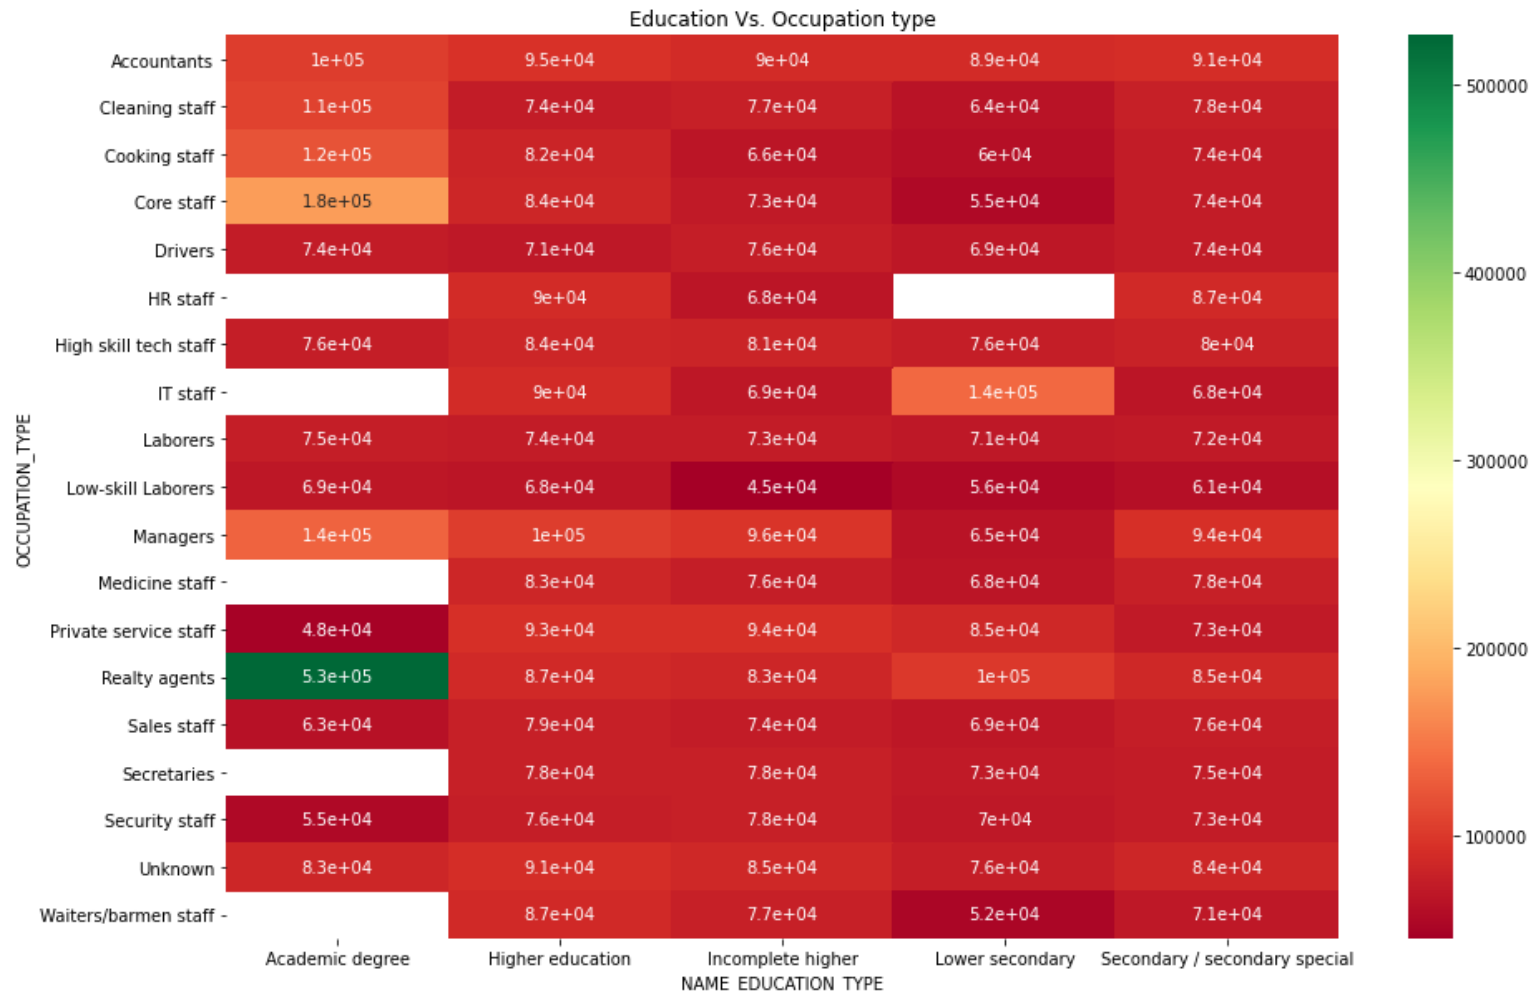 Education Vs. Occupation type
Accountants 1e+05 9.5e+04 9e+04 8.9e+04 9.1e+04
Cleaning staff 1.1e+05 7.4e+04 7.7e+04 6.4e+04 7.8e+04
Cooking staff 1.2e+05 8.2e+04 6.6e+04 6e+04 7.4e+04
Core staff 1.8e+05 8.4e+04 7.3e+04 5.5e+04 7.4e+04
Drivers 7.4e+04 7.1e+04 7.6e+04 6.9e+04 7.4e+04
HR staff 9e+04 6.8e+04 8.7e+04
High skill tech staff 7.6e+04 8.4e+04 8.1e+04 7.6e+04 8e+04
IT staff 9e+04 6.9e+04 1.4e+05 6.8e+04
Laborers 7.5e+04 7.4e+04 7.3e+04 7.1e+04 7.2e+04
Low-skill Laborers 6.9e+04 6.8e+04 4.5e+04 5.6e+04 6.1e+04
Managers 1.4e+05 1e+05 9.6e+04 6.5e+04 9.4e+04
Medicine staff 8.3e+04 7.6e+04 6.8e+04 7.8e+04
Private service staff 4.8e+04 9.3e+04 9.4e+04 8.5e+04 7.3e+04
Realty agents 5.3e+05 8.7e+04 8.3e+04 1e+05 8.5e+04
Sales staff 6.3e+04 7.9e+04 7.4e+04 6.9e+04 7.6e+04
Secretaries 7.8e+04 7.8e+04 7.3e+04 7.5e+04
Security staff 5.5e+04 7.6e+04 7.8e+04 7e+04 7.3e+04
Unknown 8.3e+04 9.1e+04 8.5e+04 7.6e+04 8.4e+04
Waiters/barmen staff 8.7e+04 7.7e+04 5.2e+04 7.1e+04
Academic degree Higher education Incomplete higher Lower secondary Secondary / secondary special
NAME_EDUCATION_TYPE
OCCUPATION_TYPE
500000
400000
300000
200000
100000